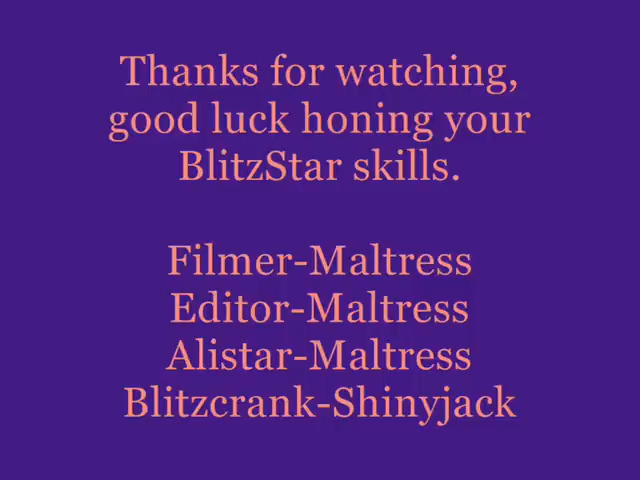 Thanks for watching,
good luck honing your
BlitzStar skills.
Filmer-Maltress
Editor-Maltress
Alistar-Maltress
Blitzcrank-Shinyjack